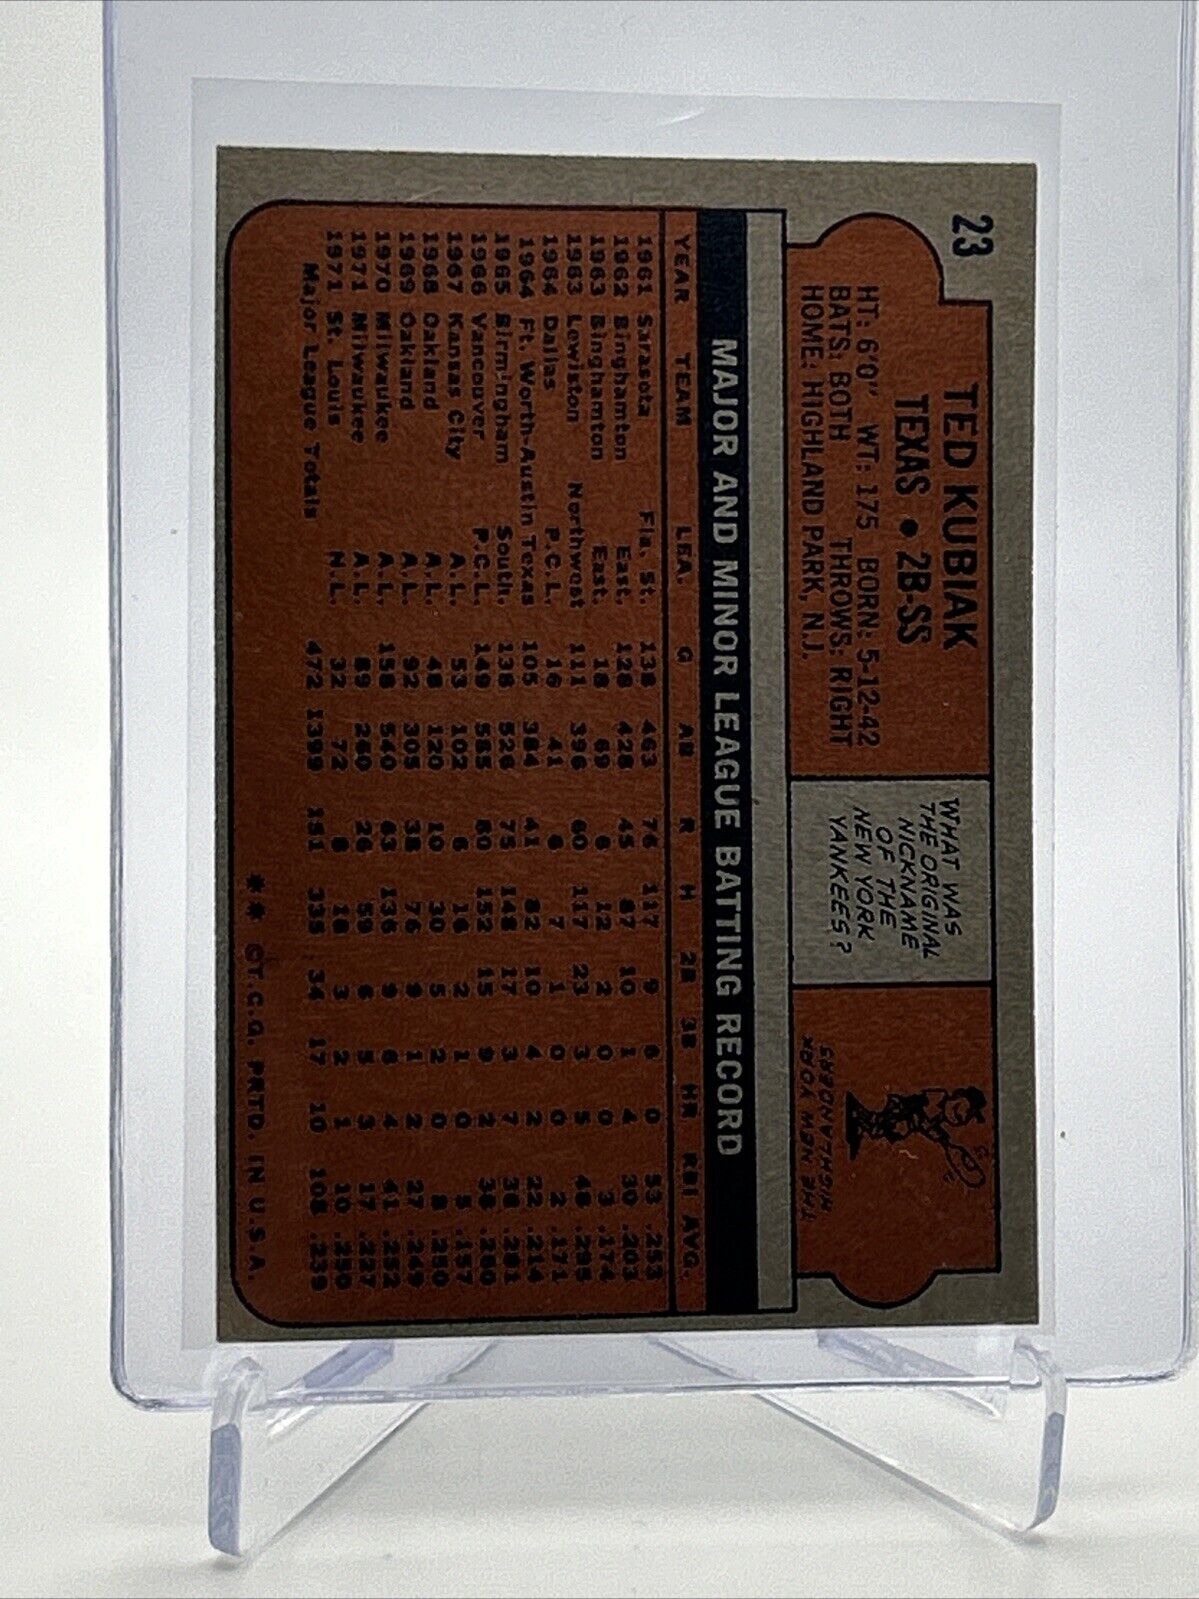 23
TED KUBIAK
TEXAS • 2B-SS
HT: 6'0" WT: 175 BORN: 5-12-42
BATS: BOTH THROWS: RIGHT
HOME: HIGHLAND PARK, N.J.
WHAT WAS
THE ORIGINAL
NICKNAME
OF THE
NEW YORK
YANKEES?
THE NEW YORK
HIGHLANDERS
MAJOR AND MINOR LEAGUE BATTING RECORD
YEAR TEAM LEA. G AB R H 2B 3B HR RBI AVG.
1961 Sarasota Fla. St. 138 463 76 117 9 6 0 53 .253
1962 Binghamton East. 128 428 45 87 10 1 4 30 .203
1963 Binghamton East. 18 69 6 12 2 0 0 3 .174
1963 Lewiston Northwest 111 396 60 117 23 3 5 48 .295
1964 Dallas P.C.L. 16 41 6 7 1 0 0 2 .171
1964 Ft. Worth-Austin Texas 105 384 41 82 10 4 2 22 .214
1965 Birmingham South. 138 526 75 148 17 3 7 38 .281
1966 Vancouver P.C.L. 149 585 80 152 15 9 2 38 .260
1967 Kansas City A.L. 53 102 6 16 2 1 0 5 .157
1968 Oakland A.L. 48 120 10 30 5 2 0 8 .250
1969 Oakland A.L. 92 305 38 76 9 1 2 27 .249
1970 Milwaukee A.L. 158 540 63 136 9 6 4 41 .252
1971 Milwaukee A.L. 89 260 26 59 6 5 3 17 .227
1971 St. Louis N.L. 32 72 8 18 3 2 1 10 .250
Major League Totals 472 1399 151 335 34 17 10 108 .239
** ©T.C.G. PRTD. IN U.S.A.